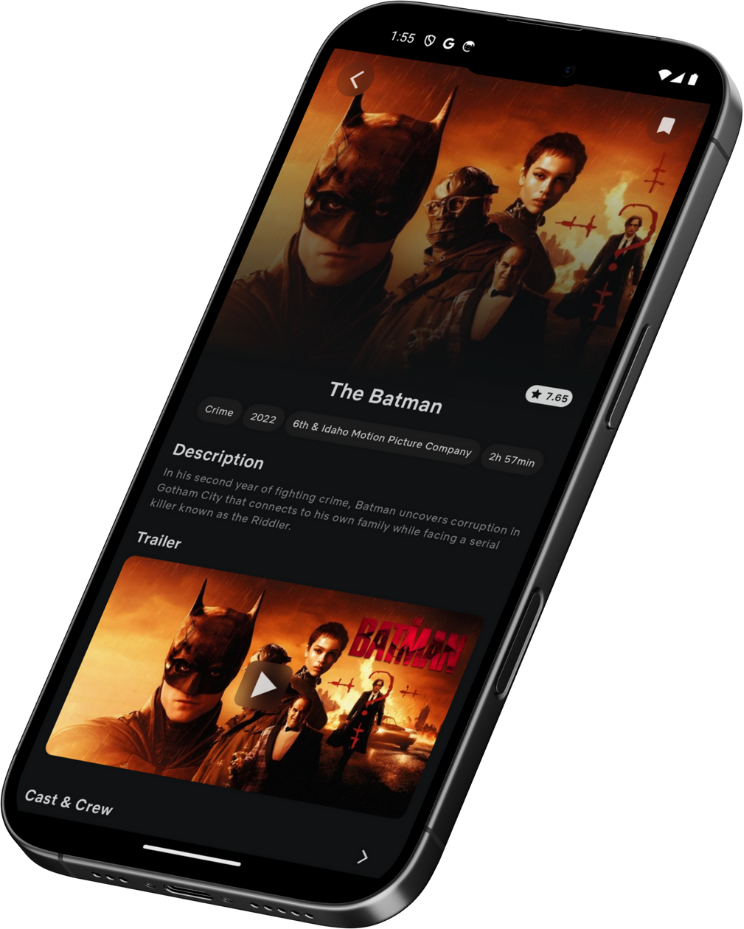 1:55
The Batman
7.65
Crime
2022
6th & Idaho Motion Picture Company
2h 57min
Description
In his second year of fighting crime, Batman uncovers corruption in
Gotham City that connects to his own family while facing a serial
killer known as the Riddler.
Trailer
THE
BATMAN
Cast & Crew